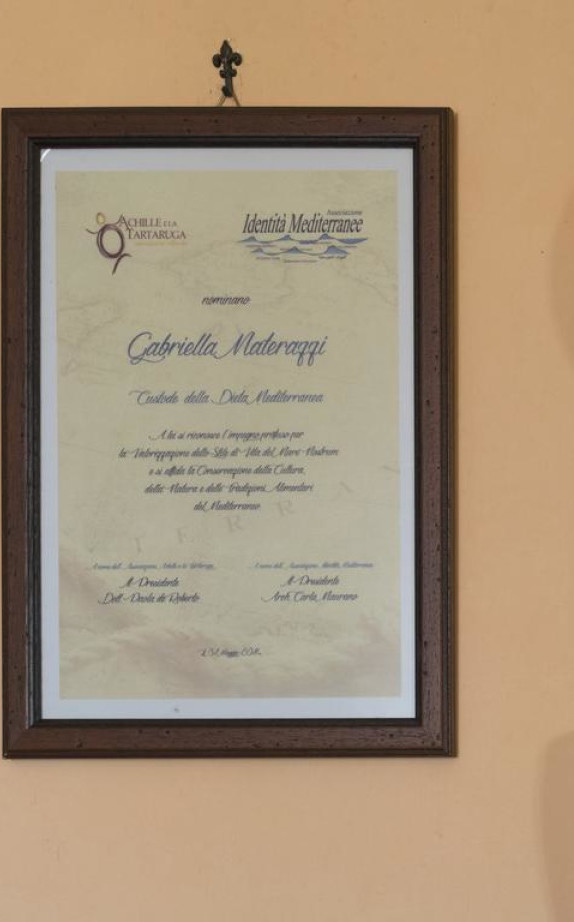 ACHILLE E LA
TARTARUGA
Associazione
Identità Mediterranee
nominano
Gabriella Materazzi
Custode della Dieta Mediterranea
A lei si riconosce l'impegno profuso per
la Valorizzazione dello Stile di Vita del Mare Nostrum
e si affida la Conservazione della Cultura,
della Natura e delle Tradizioni Alimentari
del Mediterraneo
TERRA
Il Presidente
Il Presidente
Dott. Paola de Roberto
Arch. Carla Maurano